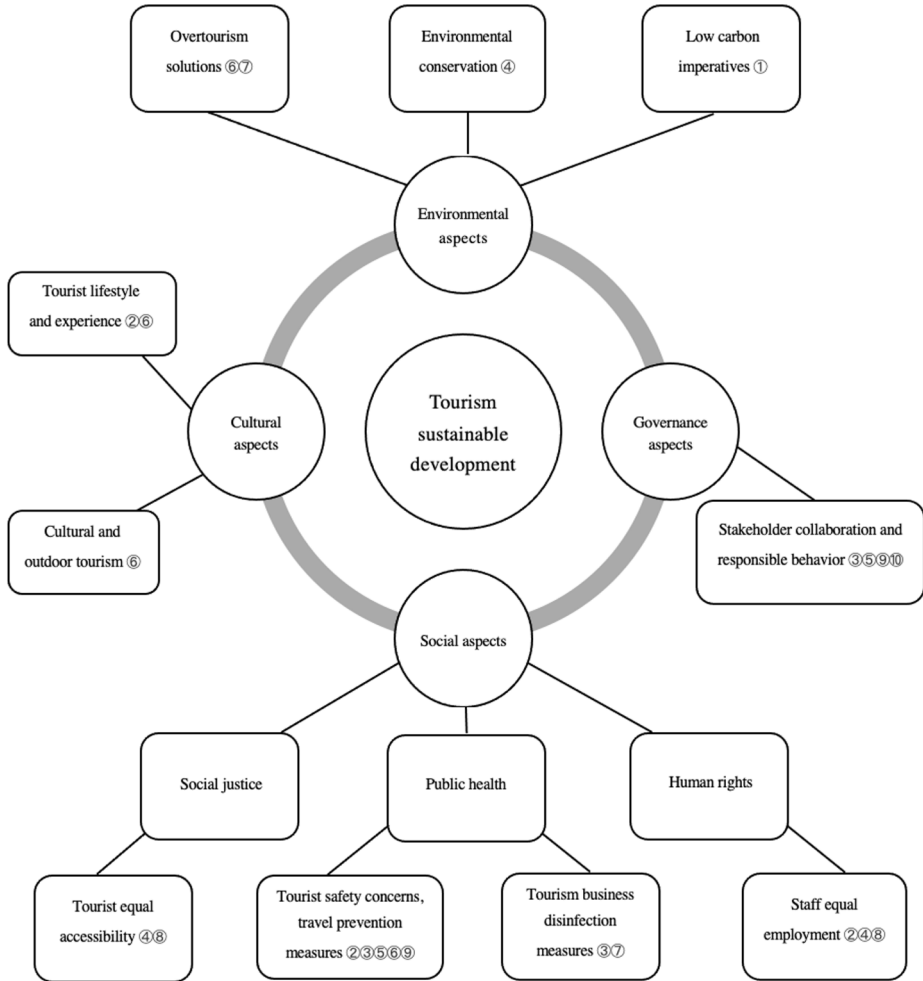 Overtourism
solutions ⑥⑦
Environmental
conservation ④
Low carbon
imperatives ①
Environmental
aspects
Tourist lifestyle
and experience ②⑥
Cultural
aspects
Tourism
sustainable
development
Governance
aspects
Cultural and
outdoor tourism ⑥
Stakeholder collaboration and
responsible behavior ③⑤⑨⑩
Social aspects
Social justice
Public health
Human rights
Tourist equal
accessibility ④⑧
Tourist safety concerns,
travel prevention
measures ②③⑤⑥⑨
Tourism business
disinfection
measures ③⑦
Staff equal
employment ②④⑧